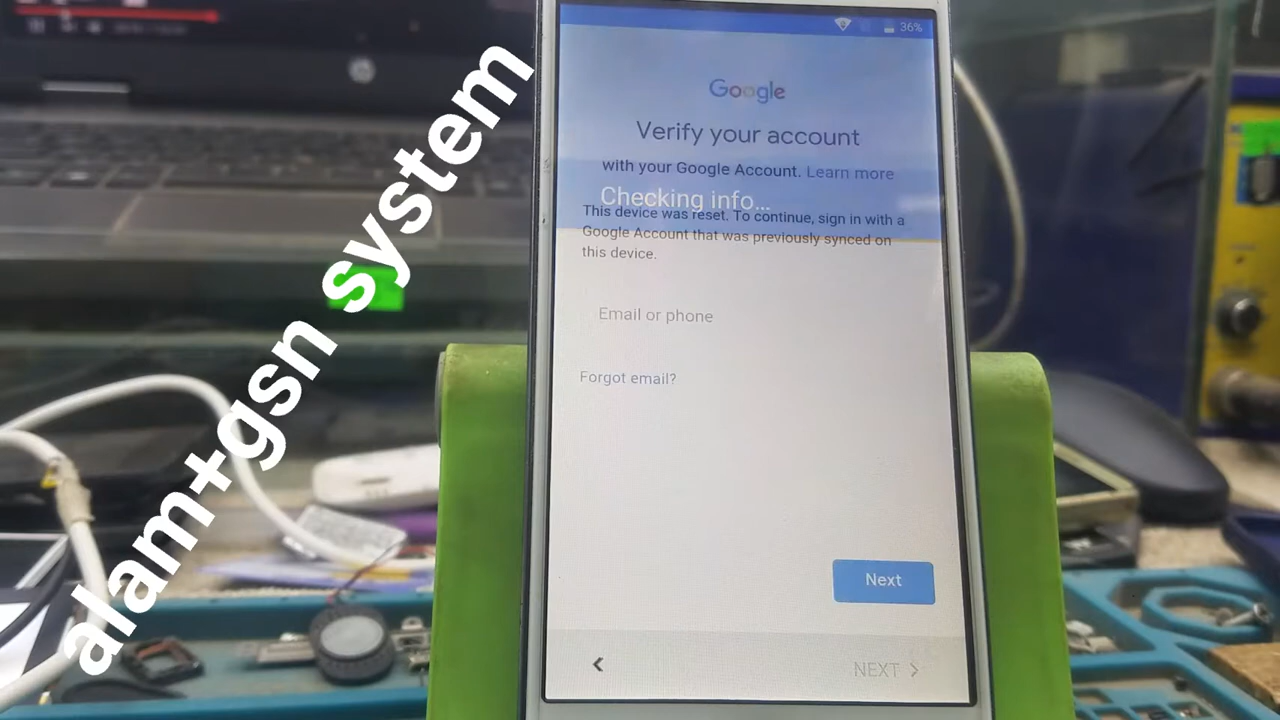 alam+gsn system
36%
Google
Verify your account
with your Google Account. Learn more
Checking info...
This device was reset. To continue, sign in with a
Google Account that was previously synced on
this device.
Email or phone
Forgot email?
Next
NEXT